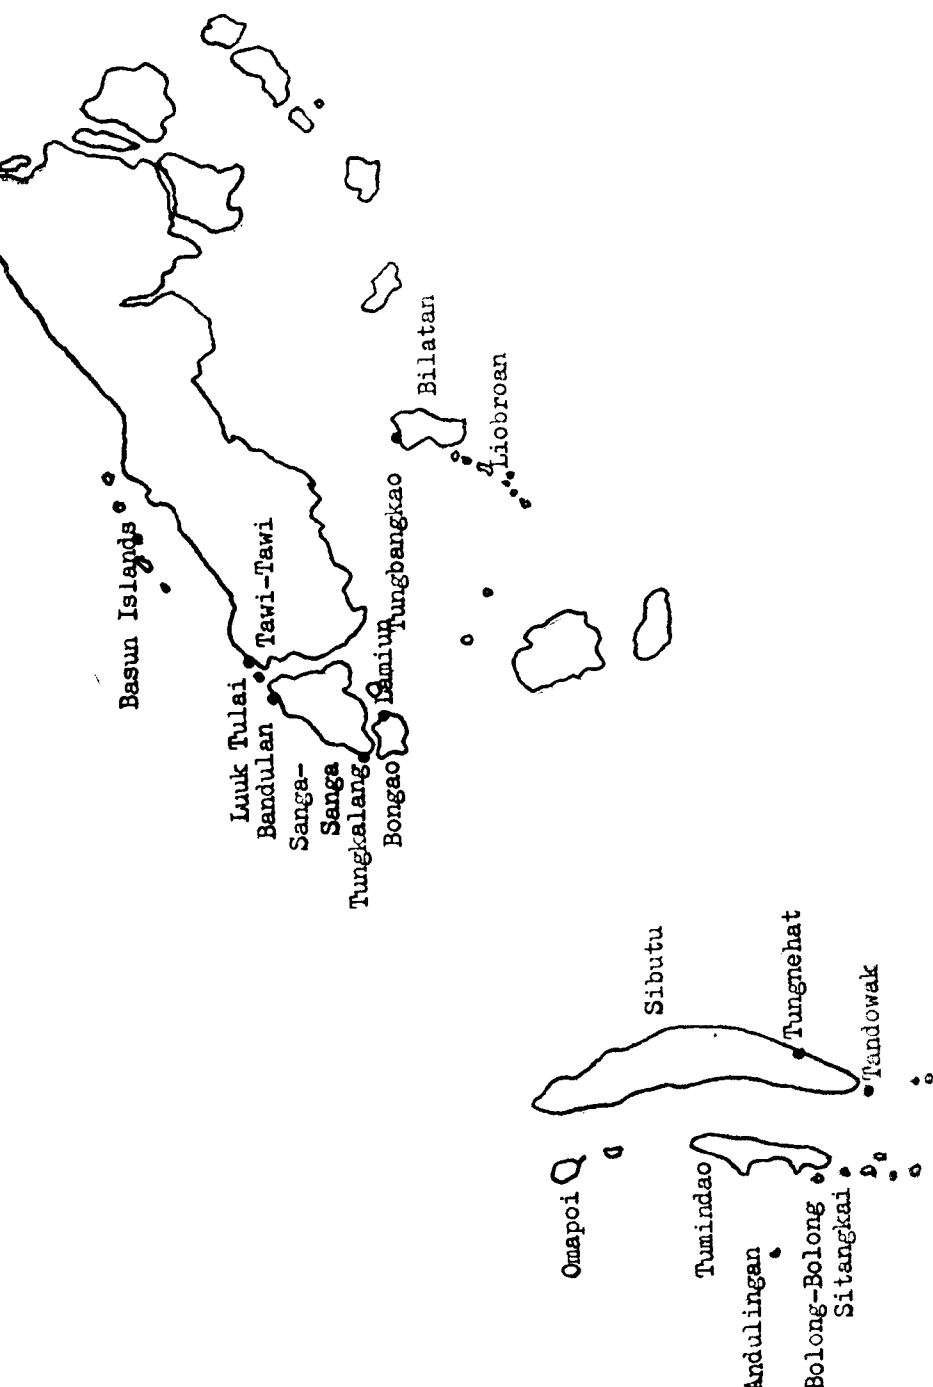 Basun Islands
Tawi-Tawi
Luuk Tulai
Bandulan
Sanga-
Sanga
Tungkalang
Bongao
Lamiun
Tungbangkao
Bilatan
Liobroan
Sibutu
Tungnehat
Tandowak
Omapoi
Tumindao
Andulingan
Bolong-Bolong
Sitangkai